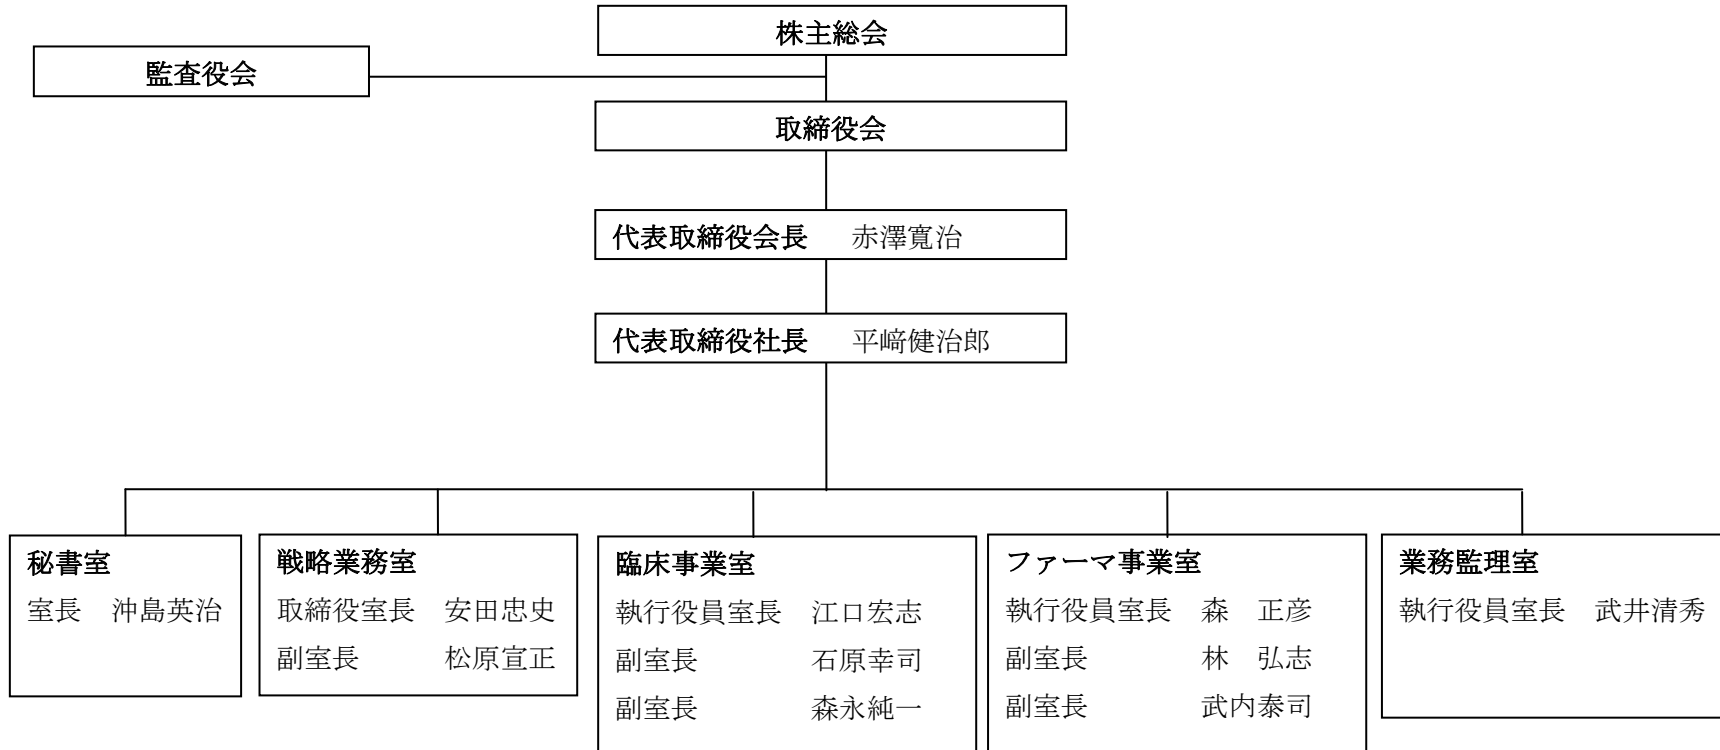 株主総会
監査役会
取締役会
代表取締役会長　赤澤寛治
代表取締役社長　平﨑健治郎
秘書室
室長　沖島英治
戦略業務室
取締役室長　安田忠史
副室長　松原宣正
臨床事業室
執行役員室長　江口宏志
副室長　石原幸司
副室長　森永純一
ファーマ事業室
執行役員室長　森　正彦
副室長　林　弘志
副室長　武内泰司
業務監理室
執行役員室長　武井清秀